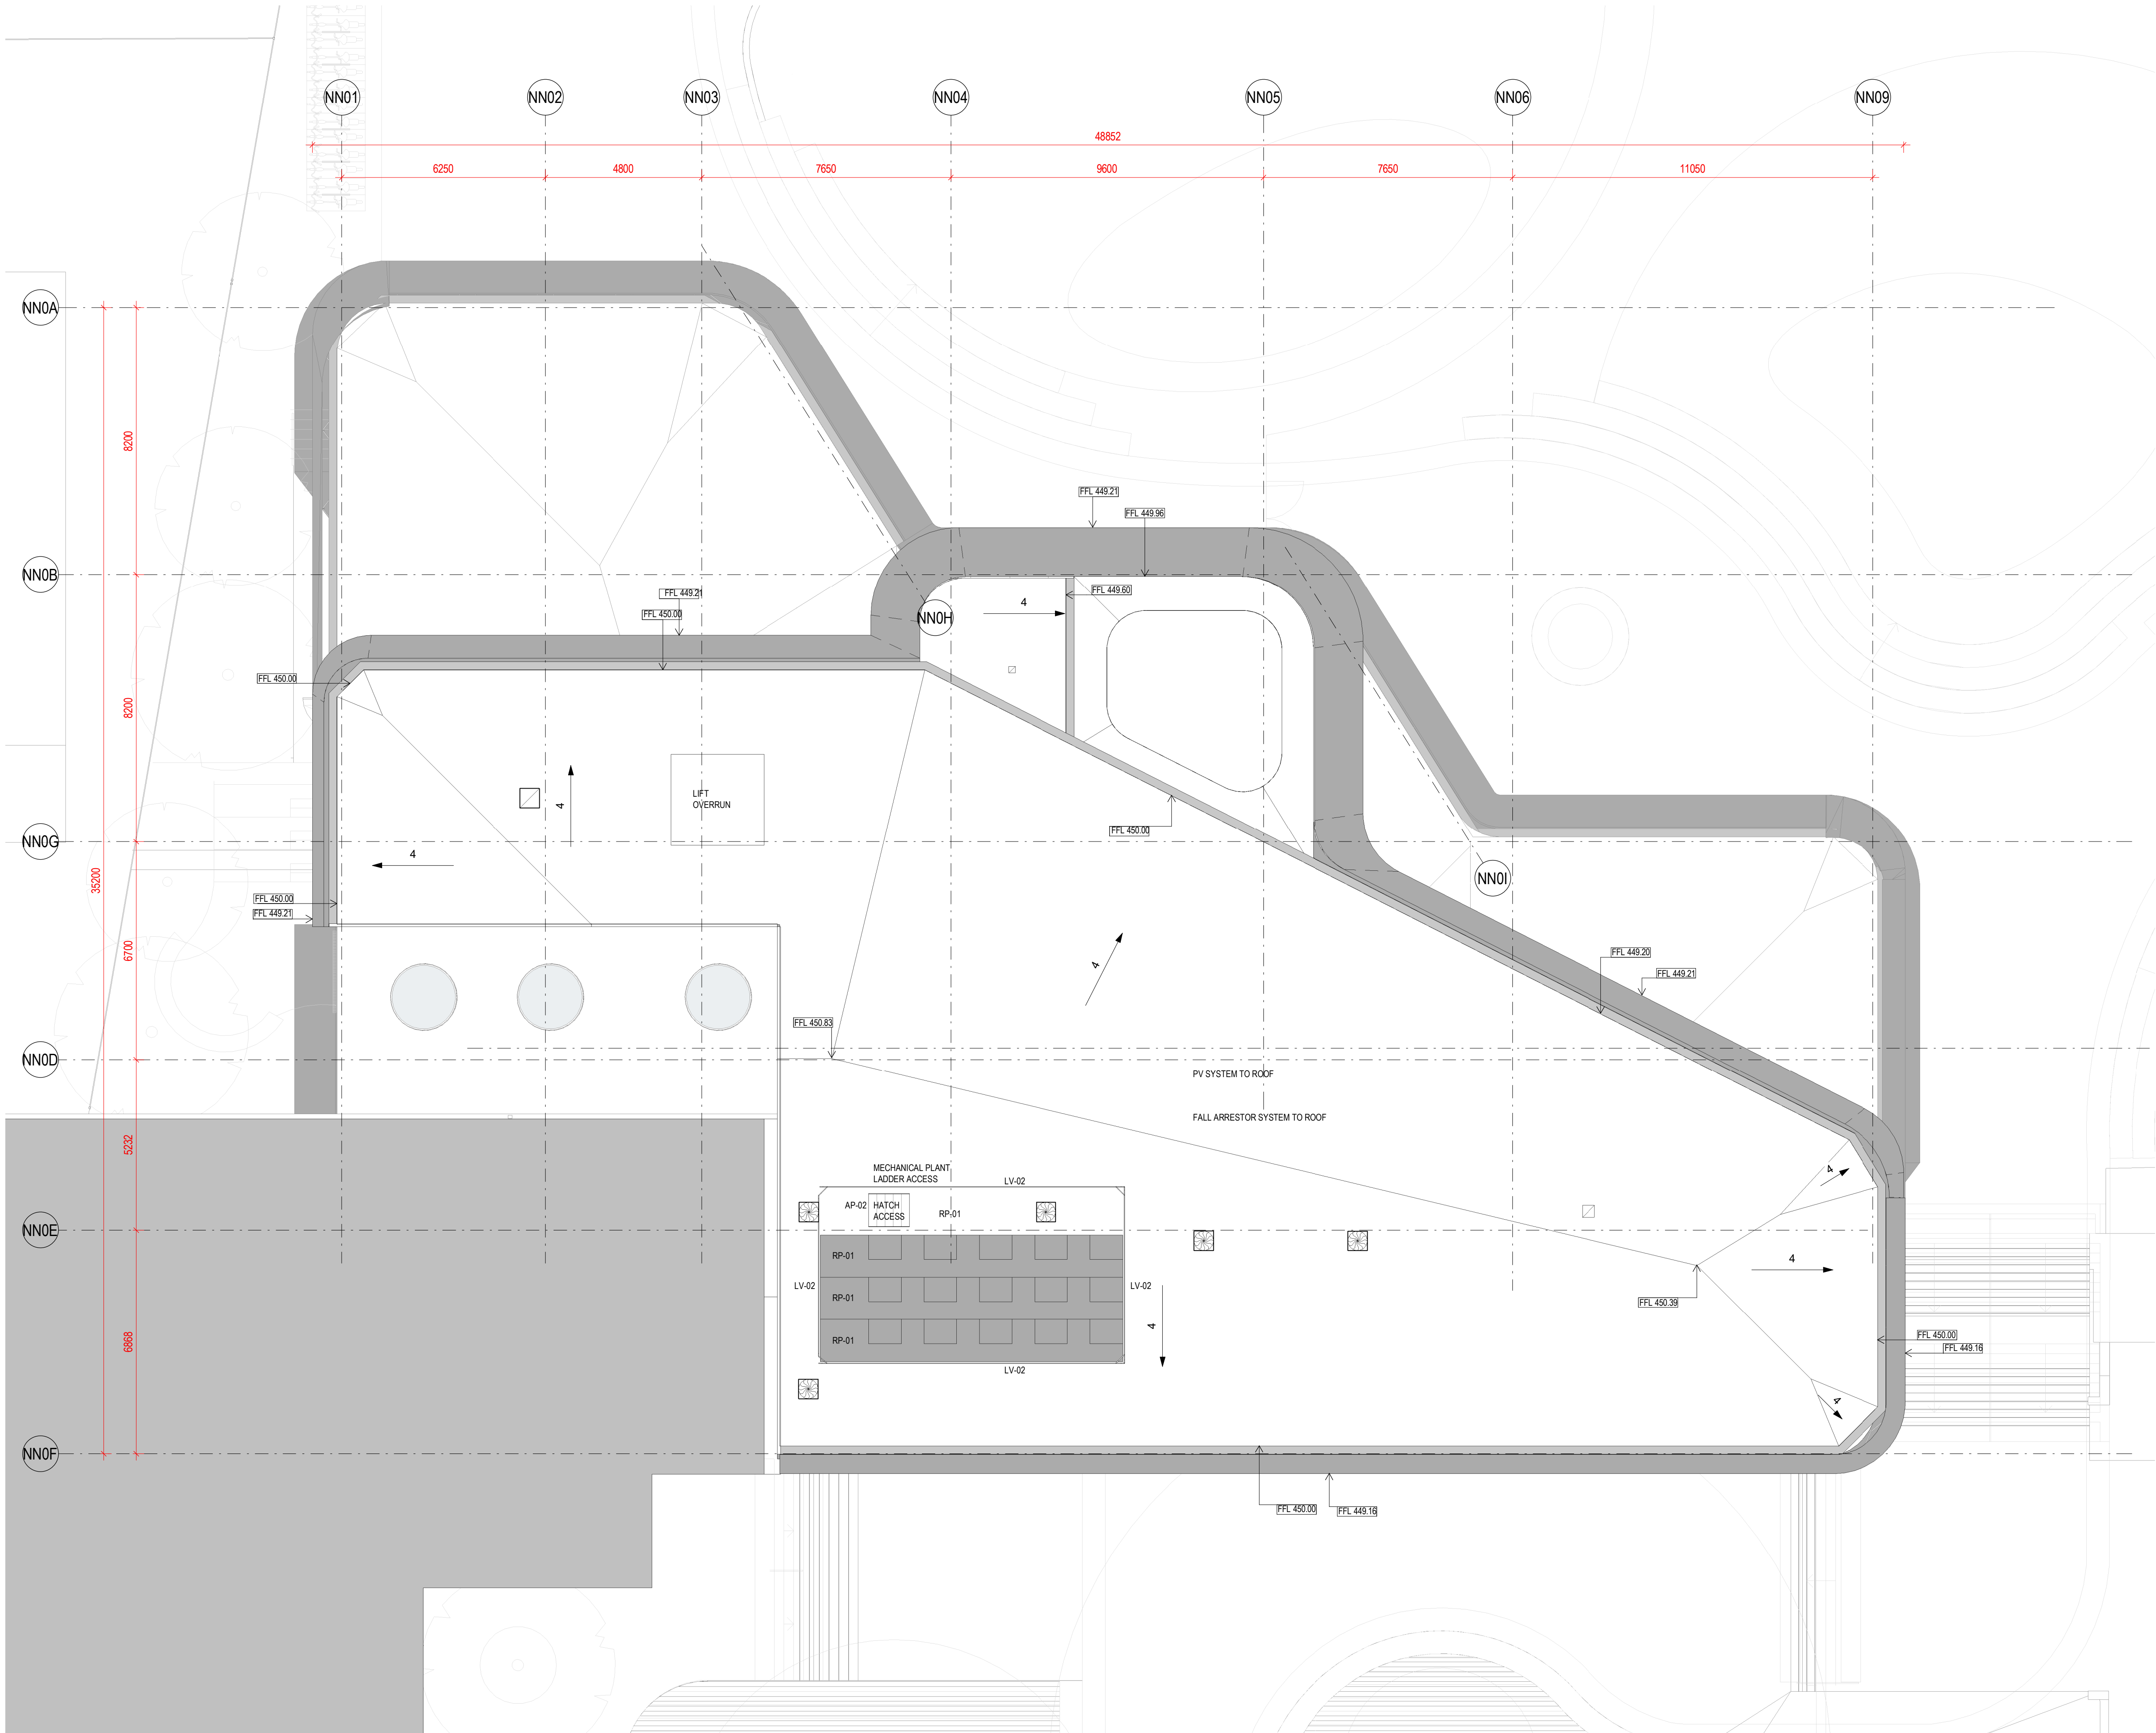 NN01
NN02
NN03
NN04
NN05
NN06
NN09
48852
6250
4800
7650
9600
7650
11050
NN0A
8200
FFL 449.21
FFL 449.96
NN0B
FFL 449.60
FFL 449.21
FFL 450.00
4
NN0H
FFL 450.00
8200
LIFT
OVERRUN
4
FFL 450.00
NN0G
4
35200
NN0I
FFL 450.00
FFL 449.21
6700
4
FFL 449.20
FFL 449.21
FFL 450.83
NN0D
PV SYSTEM TO ROOF
FALL ARRESTOR SYSTEM TO ROOF
5232
MECHANICAL PLANT
LADDER ACCESS
LV-02
4
AP-02
HATCH
ACCESS
RP-01
NN0E
RP-01
4
LV-02
LV-02
RP-01
FFL 450.39
4
RP-01
6868
FFL 450.00
FFL 449.16
LV-02
4
NN0F
FFL 450.00
FFL 449.16